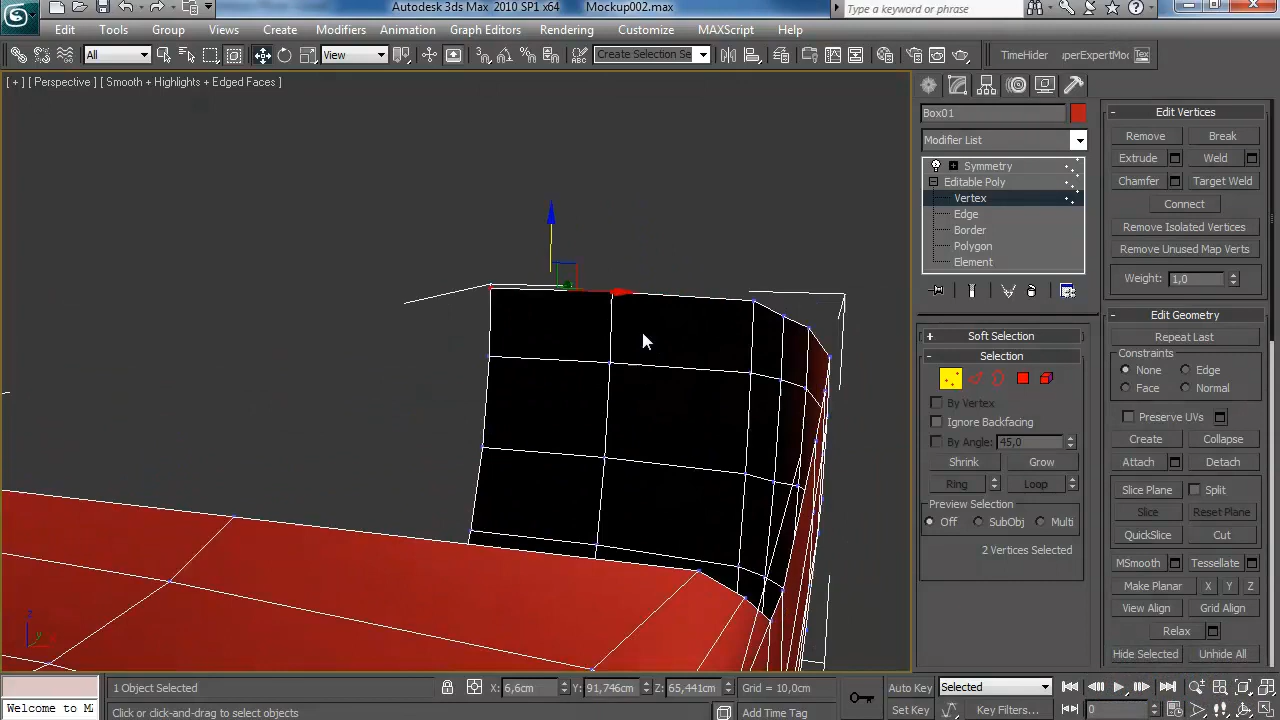 Autodesk 3ds Max 2010 SP1 x64 Mockup002.max
Type a keyword or phrase
Edit Tools Group Views Create Modifiers Animation Graph Editors Rendering Customize MAXScript Help
All View Create Selection Se TimeHider perExpertMoc Tex
[ + ] [ Perspective ] [ Smooth + Highlights + Edged Faces ]
Box01
Modifier List
Symmetry
Editable Poly
Vertex
Edge
Border
Polygon
Element
Soft Selection
Selection
By Vertex
Ignore Backfacing
By Angle: 45,0
Shrink Grow
Ring Loop
Preview Selection
Off SubObj Multi
2 Vertices Selected
Edit Vertices
Remove Break
Extrude Weld
Chamfer Target Weld
Connect
Remove Isolated Vertices
Remove Unused Map Verts
Weight: 1,0
Edit Geometry
Repeat Last
Constraints
None Edge
Face Normal
Preserve UVs
Create Collapse
Attach Detach
Slice Plane Split
Slice Reset Plane
QuickSlice Cut
MSmooth Tessellate
Make Planar X Y Z
View Align Grid Align
Relax
Hide Selected Unhide All
z
y
1 Object Selected X: 6,6cm Y: 91,746cm Z: 65,441cm Grid = 10,0cm Auto Key Selected
Welcome to MA Click or click-and-drag to select objects Add Time Tag Set Key Key Filters... 0